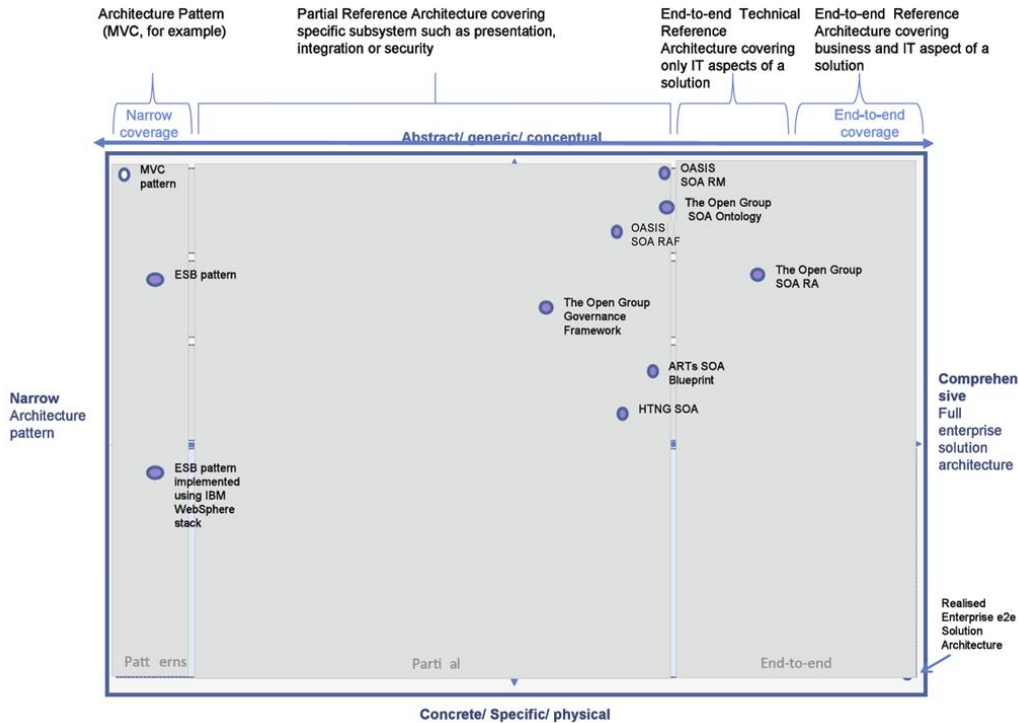 Architecture Pattern
(MVC, for example)
Partial Reference Architecture covering
specific subsystem such as presentation,
integration or security
End-to-end Technical
Reference
Architecture covering
only IT aspects of a
solution
End-to-end Reference
Architecture covering
business and IT aspect of a
solution
Narrow
coverage
End-to-end
coverage
Abstract/ generic/ conceptual
MVC
pattern
OASIS
SOA RM
The Open Group
SOA Ontology
OASIS
SOA RAF
ESB pattern
The Open Group
SOA RA
The Open Group
Governance
Framework
ARTs SOA
Blueprint
HTNG SOA
Narrow
Architecture
pattern
Comprehen
sive
Full
enterprise
solution
architecture
ESB pattern
implemented
using IBM
WebSphere
stack
Realised
Enterprise e2e
Solution
Architecture
Patt erns
Parti al
End-to-end
Concrete/ Specific/ physical